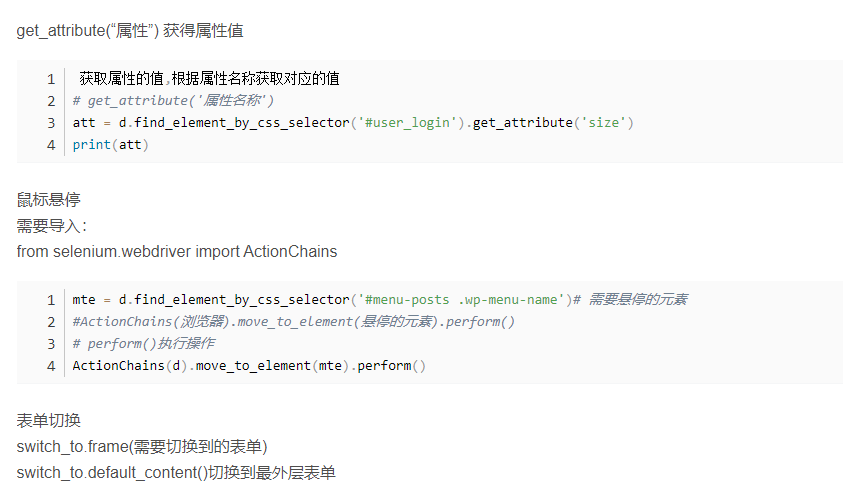 get_attribute(“属性”) 获得属性值
1 获取属性的值,根据属性名称获取对应的值
2 # get_attribute('属性名称')
3 att = d.find_element_by_css_selector('#user_login').get_attribute('size')
4 print(att)
鼠标悬停
需要导入：
from selenium.webdriver import ActionChains
1 mte = d.find_element_by_css_selector('#menu-posts .wp-menu-name')# 需要悬停的元素
2 #ActionChains(浏览器).move_to_element(悬停的元素).perform()
3 # perform()执行操作
4 ActionChains(d).move_to_element(mte).perform()
表单切换
switch_to.frame(需要切换到的表单)
switch_to.default_content()切换到最外层表单